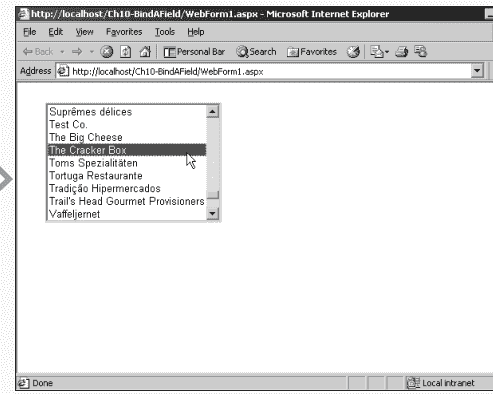 http://localhost/Ch10-BindAField/WebForm1.aspx - Microsoft Internet Explorer
File Edit View Favorites Tools Help
Back Personal Bar Search Favorites
Address http://localhost/Ch10-BindAField/WebForm1.aspx
Suprêmes délices
Test Co.
The Big Cheese
The Cracker Box
Toms Spezialitäten
Tortuga Restaurante
Tradição Hipermercados
Trail's Head Gourmet Provisioners
Vaffeljernet
Done Local intranet